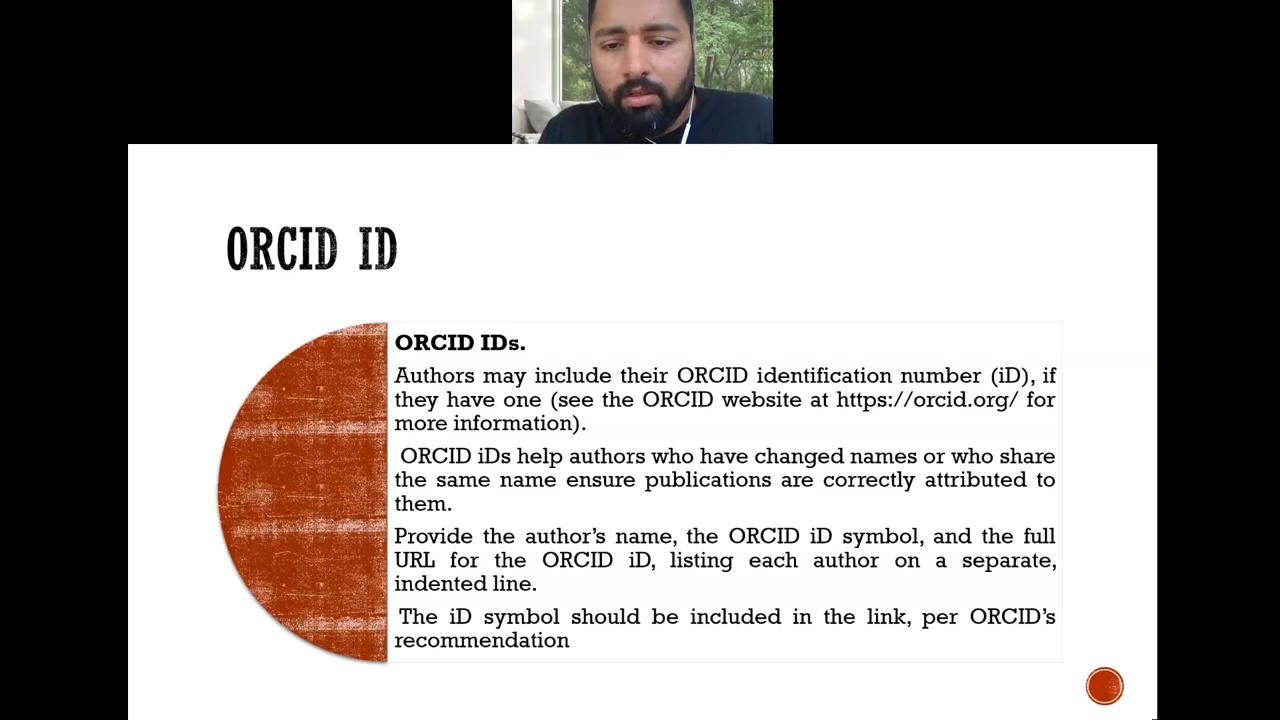 ORCID ID
ORCID IDs.
Authors may include their ORCID identification number (iD), if
they have one (see the ORCID website at https://orcid.org/ for
more information).
ORCID iDs help authors who have changed names or who share
the same name ensure publications are correctly attributed to
them.
Provide the author’s name, the ORCID iD symbol, and the full
URL for the ORCID iD, listing each author on a separate,
indented line.
The iD symbol should be included in the link, per ORCID’s
recommendation